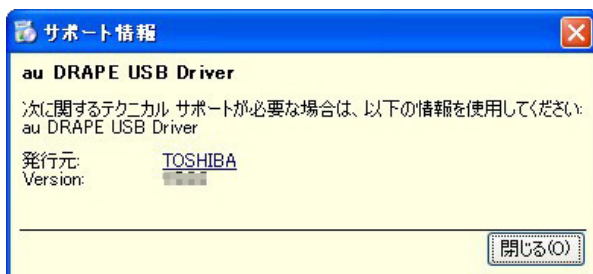 サポート情報
au DRAPE USB Driver
次に関するテクニカル サポートが必要な場合は、以下の情報を使用してください:
au DRAPE USB Driver
発行元: TOSHIBA
Version:
閉じる(O)